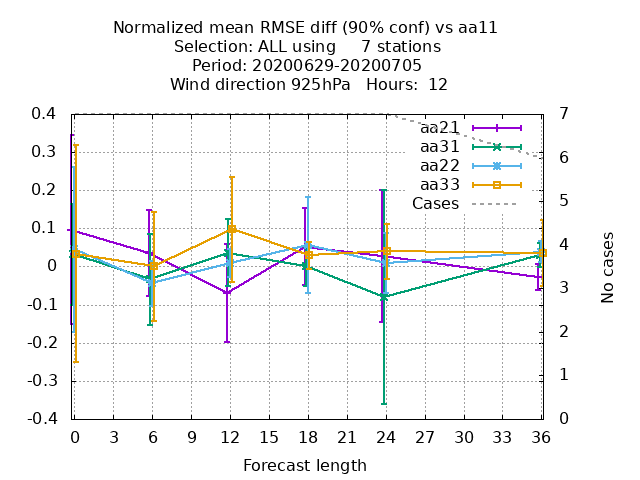 Normalized mean RMSE diff (90% conf) vs aa11
Selection: ALL using     7 stations
Period: 20200629-20200705
Wind direction 925hPa   Hours:  12
0.4
0.3
0.2
0.1
0
-0.1
-0.2
-0.3
-0.4
7
6
5
4
3
2
1
0
aa21
aa31
aa22
aa33
Cases
No cases
0 3 6 9 12 15 18 21 24 27 30 33 36
Forecast length